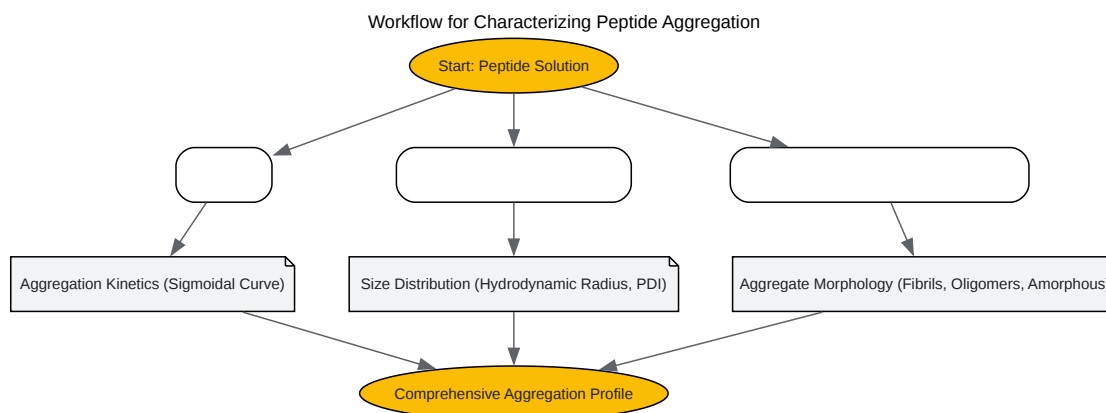 Workflow for Characterizing Peptide Aggregation
Start: Peptide Solution
Aggregation Kinetics (Sigmoidal Curve)
Size Distribution (Hydrodynamic Radius, PDI)
Aggregate Morphology (Fibrils, Oligomers, Amorphous)
Comprehensive Aggregation Profile